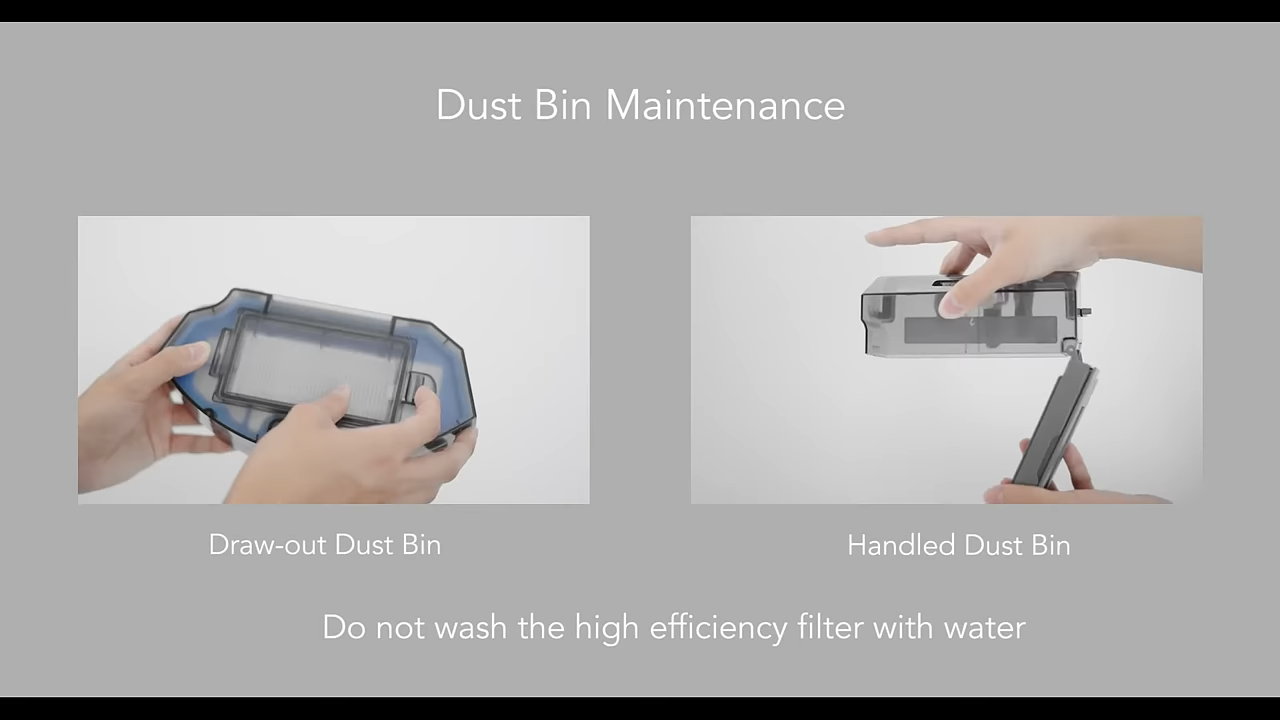 Dust Bin Maintenance
Draw-out Dust Bin
Handled Dust Bin
Do not wash the high efficiency filter with water